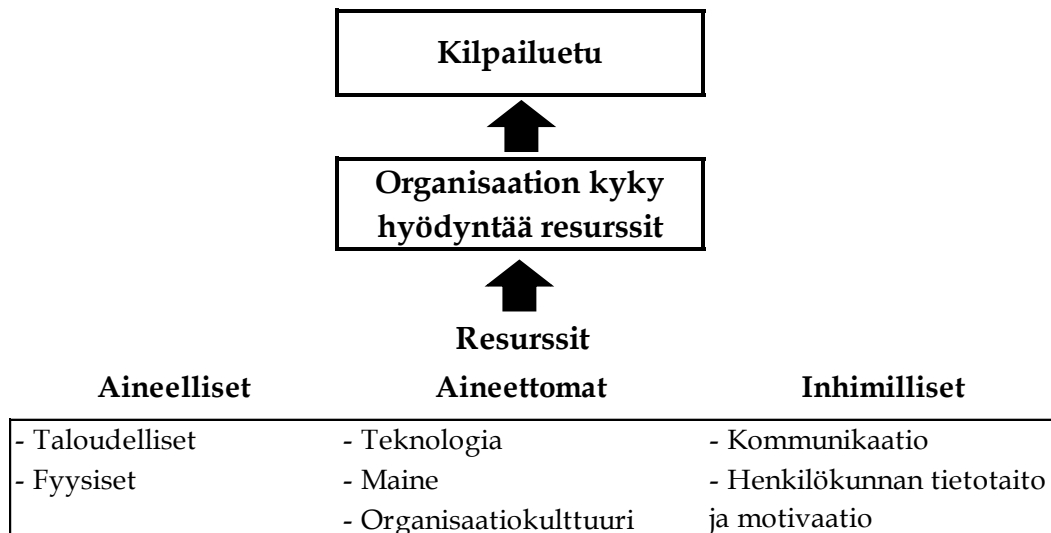 Kilpailuetu
Organisaation kyky
hyödyntää resurssit
Resurssit
Aineelliset
Aineettomat
Inhimilliset
- Taloudelliset
- Fyysiset
- Teknologia
- Maine
- Organisaatiokulttuuri
- Kommunikaatio
- Henkilökunnan tietotaito
ja motivaatio